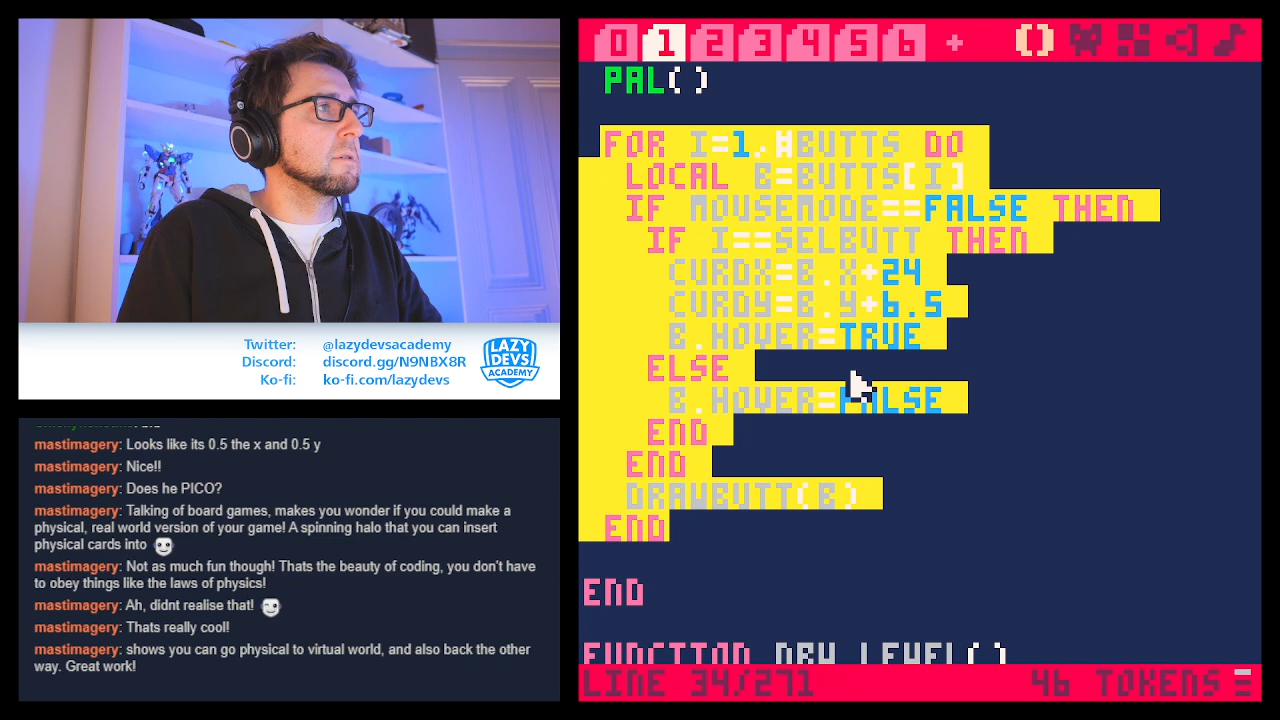 Twitter: @lazydevsacademy
Discord: discord.gg/N9NBX8R
Ko-fi: ko-fi.com/lazydevs
LAZY
DEVS
ACADEMY
mastimagery: Looks like its 0.5 the x and 0.5 y
mastimagery: Nice!!
mastimagery: Does he PICO?
mastimagery: Talking of board games, makes you wonder if you could make a
physical, real world version of your game! A spinning halo that you can insert
physical cards into
mastimagery: Not as much fun though! Thats the beauty of coding, you don't have
to obey things like the laws of physics!
mastimagery: Ah, didnt realise that!
mastimagery: Thats really cool!
mastimagery: shows you can go physical to virtual world, and also back the other
way. Great work!
0 1 2 3 4 5 6 + ()
PAL()
FOR I=1,#BUTTS DO
LOCAL B=BUTTS[I]
IF MOUSEMODE==FALSE THEN
IF I==SELBUTT THEN
CURDX=B.X+24
CURDY=B.Y+6.5
B.HOVER=TRUE
ELSE
B.HOVER=FALSE
END
END
DRAWBUTT(B)
END
END
FUNCTION DRW_LEVEL()
LINE 34/271 46 TOKENS